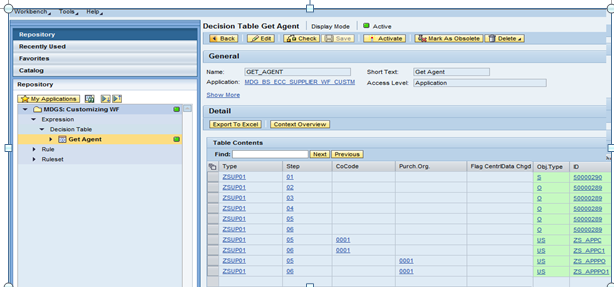 Workbench Tools Help
Repository
Recently Used
Favorites
Catalog
Repository
My Applications
MDGS: Customizing WF
Expression
Decision Table
Get Agent
Rule
Ruleset
Decision Table Get Agent Display Mode Active
Back Edit Check Save Activate Mark As Obsolete Delete
General
Name: GET_AGENT Short Text: Get Agent
Application: MDG_BS_ECC_SUPPLIER_WF_CUSTM Access Level: Application
Show More
Detail
Export To Excel Context Overview
Table Contents
Find: Next Previous
Type Step CoCode Purch.Org. Flag CentrlData Chgd Obj.Type ID
ZSUP01 01 S 50000290
ZSUP01 02 O 50000289
ZSUP01 03 O 50000289
ZSUP01 04 O 50000289
ZSUP01 05 O 50000289
ZSUP01 06 O 50000289
ZSUP01 05 0001 US ZS_APPC
ZSUP01 06 0001 US ZS_APPC1
ZSUP01 05 0001 US ZS_APPPO
ZSUP01 06 0001 US ZS_APPPO1